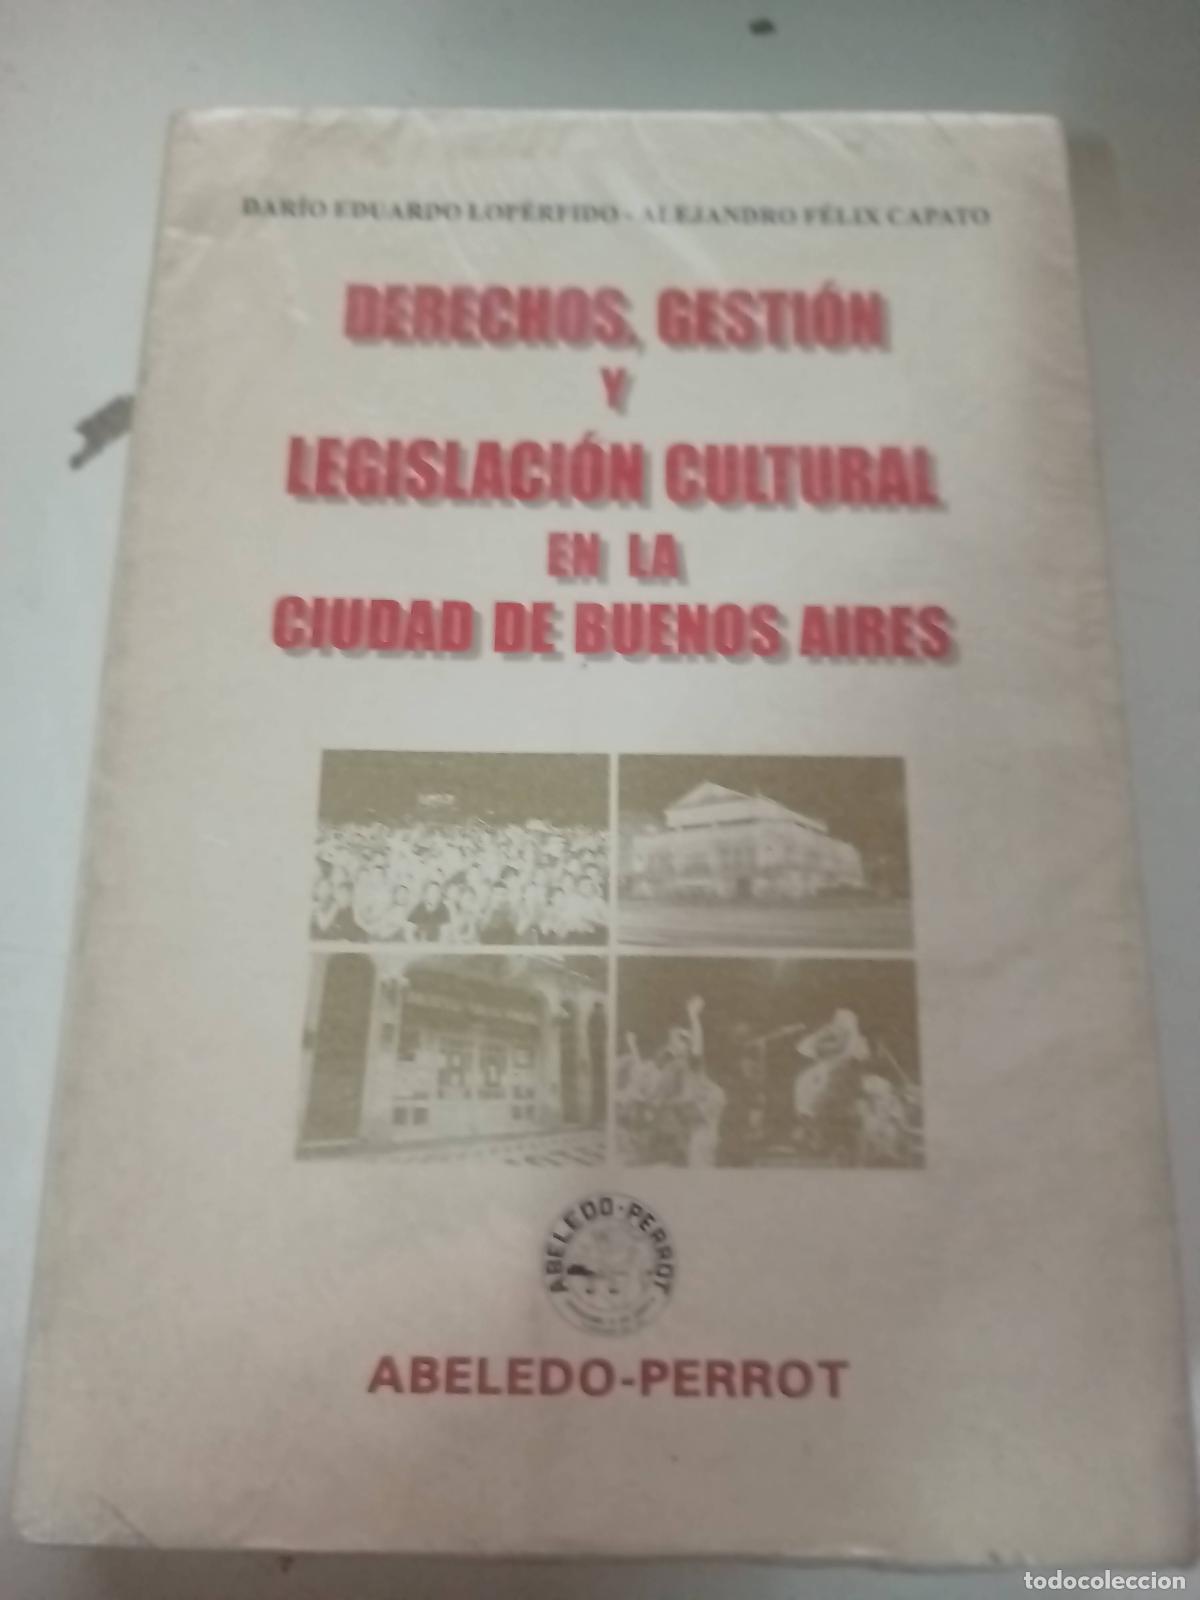 DARÍO EDUARDO LOPÉRFIDO - ALEJANDRO FÉLIX CAPATO
DERECHOS, GESTIÓN
Y
LEGISLACIÓN CULTURAL
EN LA
CIUDAD DE BUENOS AIRES
ABELEDO-PERROT
ABELEDO-PERROT
todocoleccion